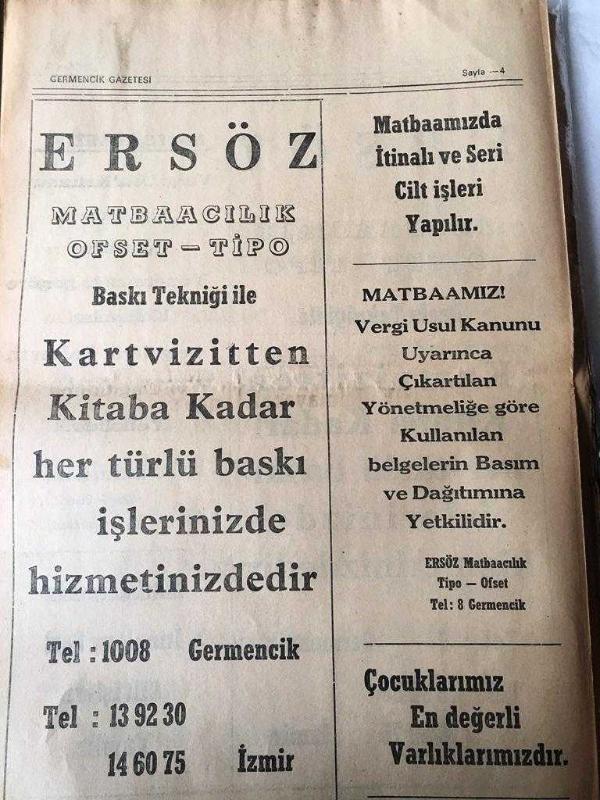 GERMENCİK GAZETESİ
Sayfa —4
ERSÖZ
MATBAACILIK
OFSET — TİPO
Baskı Tekniği ile
Kartvizitten
Kitaba Kadar
her türlü baskı
işlerinizde
hizmetinizdedir
Tel : 1008 Germencik
Tel : 13 92 30
14 60 75 İzmir
Matbaamızda
İtinalı ve Seri
Cilt işleri
Yapılır.
MATBAAMIZ!
Vergi Usul Kanunu
Uyarınca
Çıkartılan
Yönetmeliğe göre
Kullanılan
belgelerin Basım
ve Dağıtımına
Yetkilidir.
ERSÖZ Matbaacılık
Tipo — Ofset
Tel: 8 Germencik
Çocuklarımız
En değerli
Varlıklarımızdır.